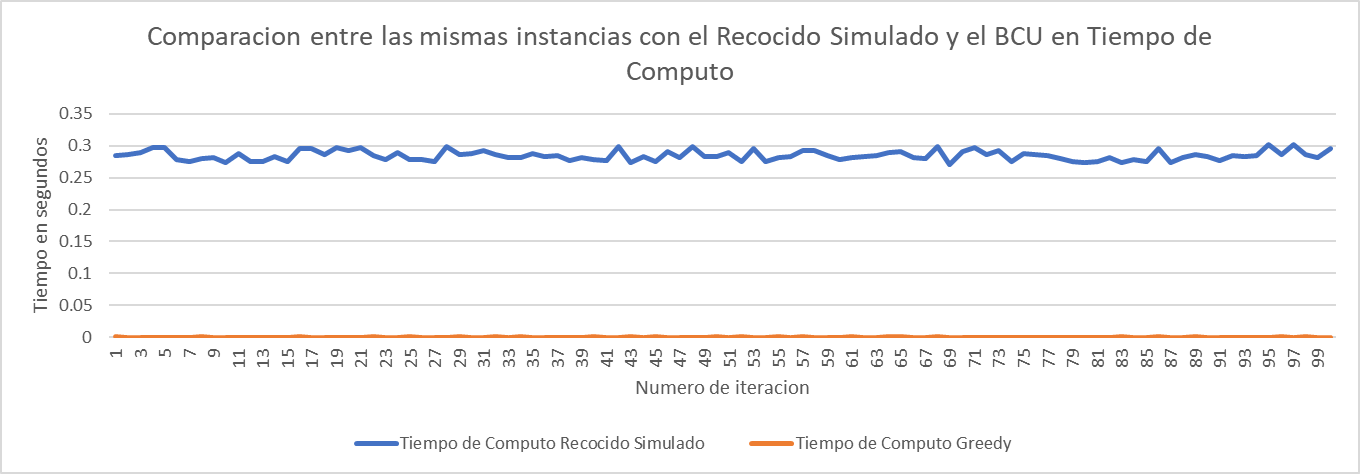 Comparacion entre las mismas instancias con el Recocido Simulado y el BCU en Tiempo de
Computo
Tiempo en segundos
0.35
0.3
0.25
0.2
0.15
0.1
0.05
0
1 3 5 7 9 11 13 15 17 19 21 23 25 27 29 31 33 35 37 39 41 43 45 47 49 51 53 55 57 59 61 63 65 67 69 71 73 75 77 79 81 83 85 87 89 91 93 95 97 99
Numero de iteracion
Tiempo de Computo Recocido Simulado Tiempo de Computo Greedy